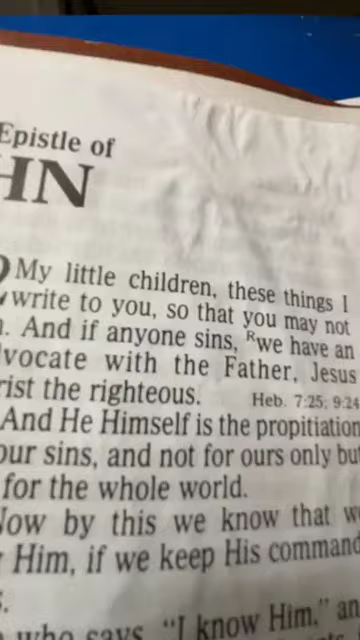 Epistle of
HN
2 My little children, these things I
write to you, so that you may not
. And if anyone sins, ᴿwe have an
vocate with the Father, Jesus
rist the righteous. Heb. 7:25; 9:24
And He Himself is the propitiation
our sins, and not for ours only but
for the whole world.
Now by this we know that we
Him, if we keep His command
s.
who says, "I know Him," an